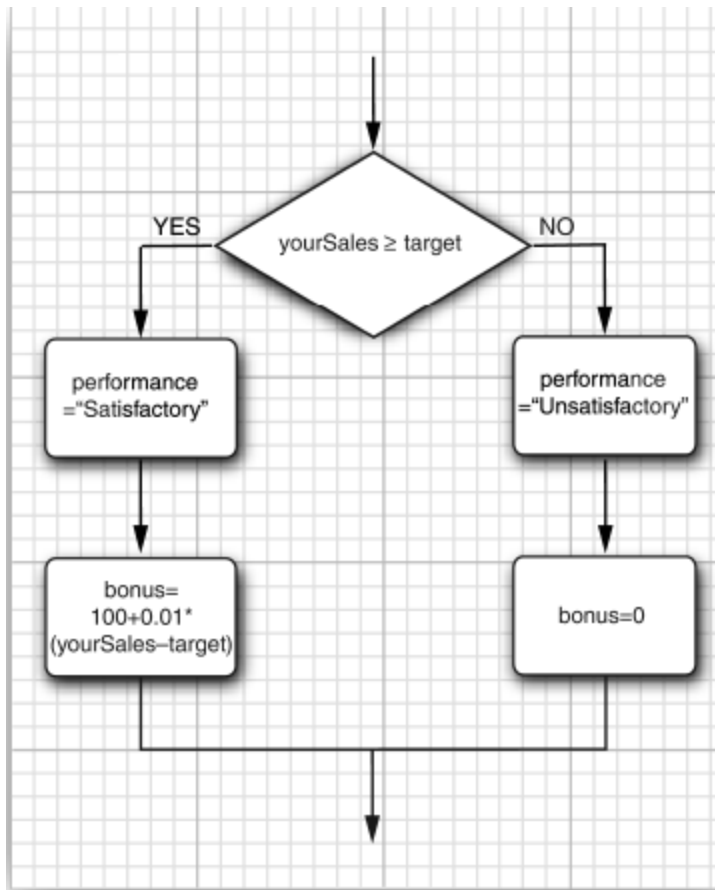 yourSales ≥ target
YES
NO
performance
="Satisfactory"
performance
="Unsatisfactory"
bonus=
100+0.01*
(yourSales–target)
bonus=0